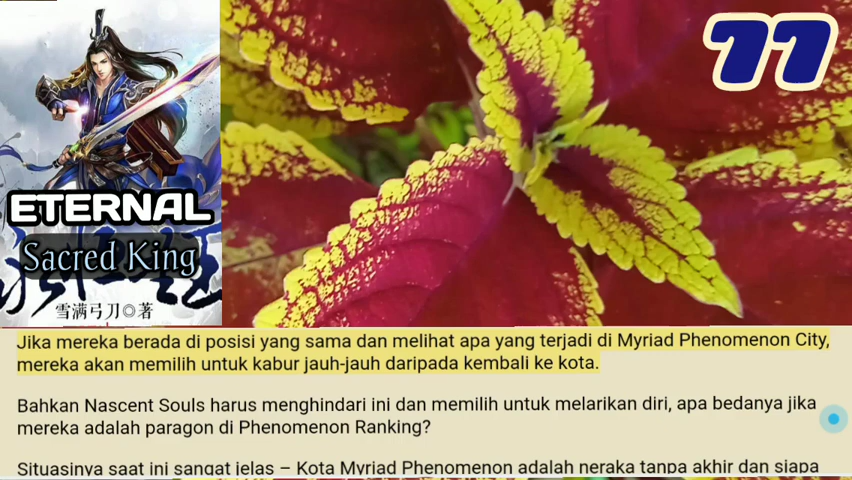 77
ETERNAL
Sacred King
雪满弓刀◎著
Jika mereka berada di posisi yang sama dan melihat apa yang terjadi di Myriad Phenomenon City,
mereka akan memilih untuk kabur jauh-jauh daripada kembali ke kota.
Bahkan Nascent Souls harus menghindari ini dan memilih untuk melarikan diri, apa bedanya jika
mereka adalah paragon di Phenomenon Ranking?
Situasinya saat ini sangat jelas – Kota Myriad Phenomenon adalah neraka tanpa akhir dan siapa